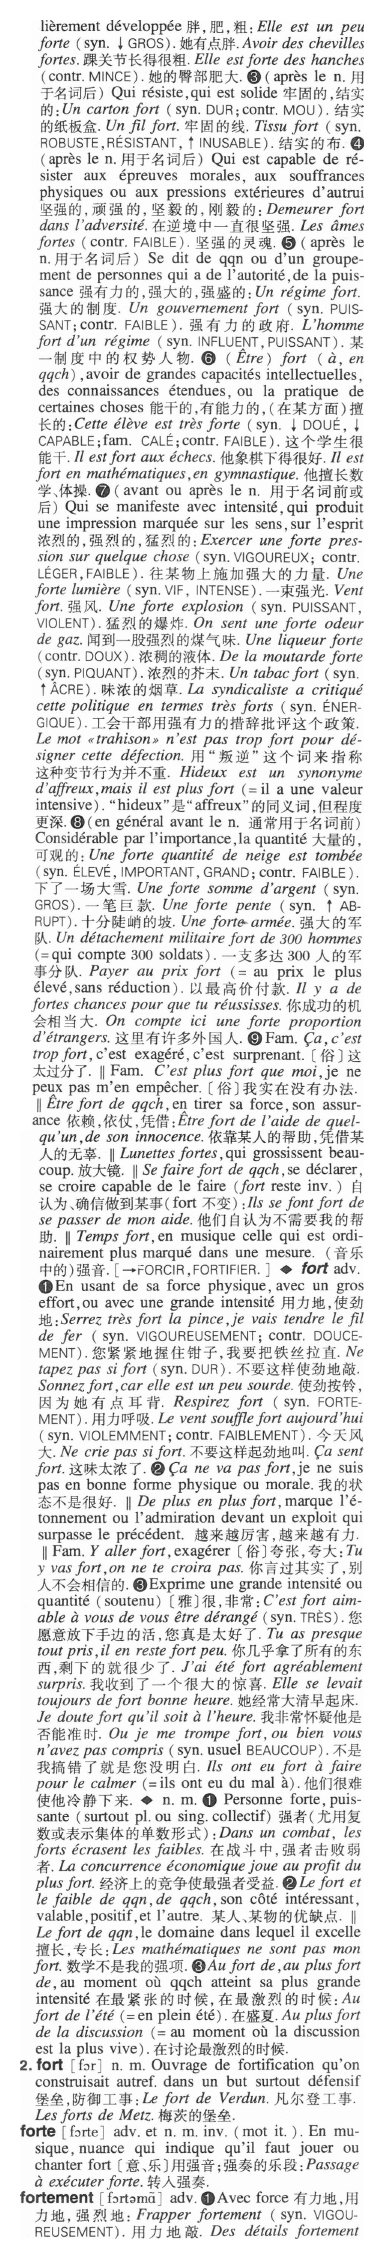 lièrement développée 胖,肥,粗:Elle est un peu
forte (syn. ↓GROS). 她有点胖. Avoir des chevilles
fortes. 踝关节长得很粗. Elle est forte des hanches
(contr. MINCE). 她的臀部肥大. ❸(après le n. 用
于名词后) Qui résiste, qui est solide 牢固的,结实
的:Un carton fort (syn. DUR; contr. MOU). 结实
的纸板盒. Un fil fort. 牢固的线. Tissu fort (syn.
ROBUSTE, RÉSISTANT, ↑INUSABLE). 结实的布. ❹
(après le n. 用于名词后) Qui est capable de ré-
sister aux épreuves morales, aux souffrances
physiques ou aux pressions extérieures d'autrui
坚强的,顽强的,坚毅的,刚毅的:Demeurer fort
dans l'adversité. 在逆境中一直很坚强. Les âmes
fortes (contr. FAIBLE). 坚强的灵魂. ❺(après le
n. 用于名词后) Se dit de qqn ou d'un groupe-
ment de personnes qui a de l'autorité, de la puis-
sance 强有力的,强大的,强盛的:Un régime fort.
强大的制度. Un gouvernement fort (syn. PUIS-
SANT; contr. FAIBLE). 强有力的政府. L'homme
fort d'un régime (syn. INFLUENT, PUISSANT). 某
一制度中的权势人物. ❻ (Être) fort (à, en
qqch), avoir de grandes capacités intellectuelles,
des connaissances étendues, ou la pratique de
certaines choses 能干的,有能力的,(在某方面)擅
长的:Cette élève est très forte (syn. ↓DOUÉ, ↓
CAPABLE; fam. CALÉ; contr. FAIBLE). 这个学生很
能干. Il est fort aux échecs. 他象棋下得很好. Il est
fort en mathématiques, en gymnastique. 他擅长数
学、体操. ❼(avant ou après le n. 用于名词前或
后) Qui se manifeste avec intensité, qui produit
une impression marquée sur les sens, sur l'esprit
浓烈的,强烈的,猛烈的:Exercer une forte pres-
sion sur quelque chose (syn. VIGOUREUX; contr.
LÉGER, FAIBLE). 往某物上施加强大的力量. Une
forte lumière (syn. VIF, INTENSE). 一束强光. Vent
fort. 强风. Une forte explosion (syn. PUISSANT,
VIOLENT). 猛烈的爆炸. On sent une forte odeur
de gaz. 闻到一股强烈的煤气味. Une liqueur forte
(contr. DOUX). 浓稠的液体. De la moutarde forte
(syn. PIQUANT). 浓烈的芥末. Un tabac fort (syn.
↑ÂCRE). 味浓的烟草. La syndicaliste a critiqué
cette politique en termes très forts (syn. ÉNER-
GIQUE). 工会干部用强有力的措辞批评这个政策.
Le mot «trahison» n'est pas trop fort pour dé-
signer cette défection. 用“叛逆”这个词来指称
这种变节行为并不重. Hideux est un synonyme
d'affreux, mais il est plus fort (=il a une valeur
intensive). “hideux”是“affreux”的同义词,但程度
更深. ❽(en général avant le n. 通常用于名词前)
Considérable par l'importance, la quantité 大量的,
可观的:Une forte quantité de neige est tombée
(syn. ÉLEVÉ, IMPORTANT, GRAND; contr. FAIBLE).
下了一场大雪. Une forte somme d'argent (syn.
GROS). 一笔巨款. Une forte pente (syn. ↑AB-
RUPT). 十分陡峭的坡. Une forte armée. 强大的军
队. Un détachement militaire fort de 300 hommes
(=qui compte 300 soldats). 一支多达 300 人的军
事分队. Payer au prix fort (= au prix le plus
élevé, sans réduction). 以最高价付款. Il y a de
fortes chances pour que tu réussisses. 你成功的机
会相当大. On compte ici une forte proportion
d'étrangers. 这里有许多外国人. ❾Fam. Ça, c'est
trop fort, c'est exagéré, c'est surprenant. [俗]这
太过分了. ‖ Fam. C'est plus fort que moi, je ne
peux pas m'en empêcher. [俗]我实在没有办法.
‖ Être fort de qqch, en tirer sa force, son assur-
ance 依赖,依仗,凭借:Être fort de l'aide de quel-
qu'un, de son innocence. 依靠某人的帮助,凭借某
人的无辜. ‖ Lunettes fortes, qui grossissent beau-
coup. 放大镜. ‖ Se faire fort de qqch, se déclarer,
se croire capable de le faire (fort reste inv.) 自
认为、确信做到某事(fort 不变):Ils se font fort de
se passer de mon aide. 他们自认为不需要我的帮
助. ‖ Temps fort, en musique celle qui est ordi-
nairement plus marqué dans une mesure. (音乐
中的)强音. [→FORCIR, FORTIFIER.] ◆ fort adv.
❶En usant de sa force physique, avec un gros
effort, ou avec une grande intensité 用力地,使劲
地:Serrez très fort la pince, je vais tendre le fil
de fer (syn. VIGOUREUSEMENT; contr. DOUCE-
MENT). 您紧紧地握住钳子,我要把铁丝拉直. Ne
tapez pas si fort (syn. DUR). 不要这样使劲地敲.
Sonnez fort, car elle est un peu sourde. 使劲按铃,
因为她有点耳背. Respirez fort (syn. FORTE-
MENT). 用力呼吸. Le vent souffle fort aujourd'hui
(syn. VIOLEMMENT; contr. FAIBLEMENT). 今天风
大. Ne crie pas si fort. 不要这样起劲地叫. Ça sent
fort. 这味太浓了. ❷Ça ne va pas fort, je ne suis
pas en bonne forme physique ou morale. 我的状
态不是很好. ‖ De plus en plus fort, marque l'é-
tonnement ou l'admiration devant un exploit qui
surpasse le précédent. 越来越厉害,越来越有力.
‖ Fam. Y aller fort, exagérer [俗]夸张,夸大:Tu
y vas fort, on ne te croira pas. 你言过其实了,别
人不会相信的. ❸Exprime une grande intensité ou
quantité (soutenu) [雅]很,非常:C'est fort aim-
able à vous de vous être dérangé (syn. TRÈS). 您
愿意放下手边的活,您真是太好了. Tu as presque
tout pris, il en reste fort peu. 你几乎拿了所有的东
西,剩下的就很少了. J'ai été fort agréablement
surpris. 我收到了一个很大的惊喜. Elle se levait
toujours de fort bonne heure. 她经常大清早起床.
Je doute fort qu'il soit à l'heure. 我非常怀疑他是
否能准时. Ou je me trompe fort, ou bien vous
n'avez pas compris (syn. usuel BEAUCOUP). 不是
我搞错了就是您没明白. Ils ont eu fort à faire
pour le calmer (=ils ont eu du mal à). 他们很难
使他冷静下来. ◆ n. m. ❶ Personne forte, puis-
sante (surtout pl. ou sing. collectif) 强者(尤用复
数或表示集体的单数形式):Dans un combat, les
forts écrasent les faibles. 在战斗中,强者击败弱
者. La concurrence économique joue au profit du
plus fort. 经济上的竞争使最强者受益. ❷Le fort et
le faible de qqn, de qqch, son côté intéressant,
valable, positif, et l'autre. 某人、某物的优缺点. ‖
Le fort de qqn, le domaine dans lequel il excelle
擅长,专长:Les mathématiques ne sont pas mon
fort. 数学不是我的强项. ❸Au fort de, au plus fort
de, au moment où qqch atteint sa plus grande
intensité 在最紧张的时候,在最激烈的时候:Au
fort de l'été (=en plein été). 在盛夏. Au plus fort
de la discussion (= au moment où la discussion
est la plus vive). 在讨论最激烈的时候.
2. fort [fɔr] n. m. Ouvrage de fortification qu'on
construisait autref. dans un but surtout défensif
堡垒,防御工事:Le fort de Verdun. 凡尔登工事.
Les forts de Metz. 梅茨的堡垒.
forte [fɔrte] adv. et n. m. inv. (mot it.). En mu-
sique, nuance qui indique qu'il faut jouer ou
chanter fort [意、乐]用强音;强奏的乐段:Passage
à exécuter forte. 转入强奏.
fortement [fɔrtəmɑ̃] adv. ❶Avec force 有力地,用
力地,强烈地:Frapper fortement (syn. VIGOU-
REUSEMENT). 用力地敲. Des détails fortement